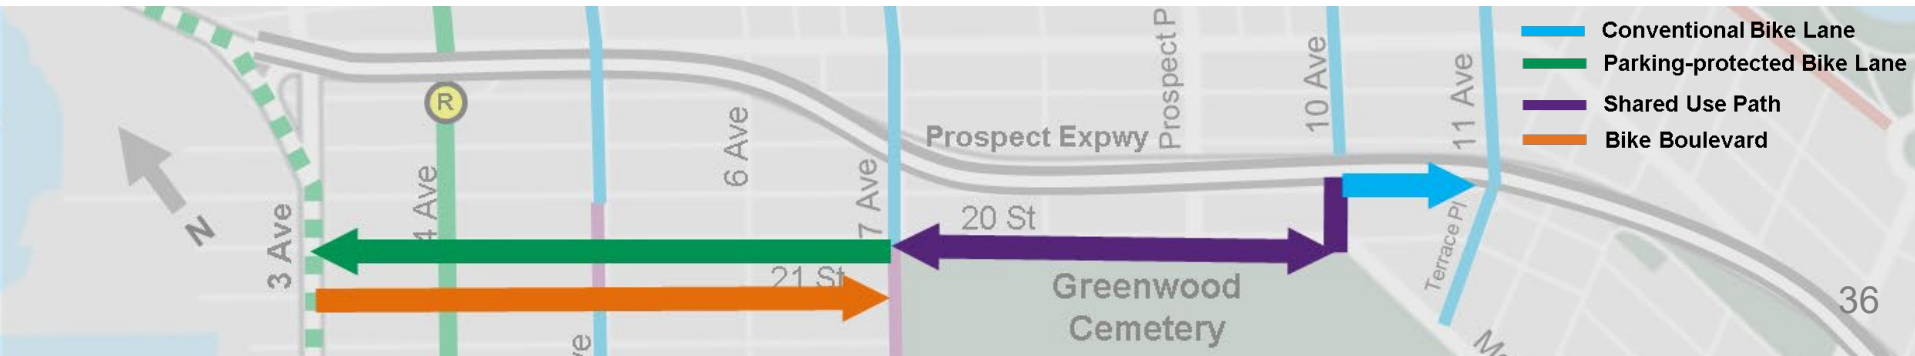 Conventional Bike Lane
Parking-protected Bike Lane
Shared Use Path
Bike Boulevard
R
N
3 Ave
4 Ave
6 Ave
7 Ave
Prospect Expwy
Prospect P
10 Ave
11 Ave
20 St
21 St
Terrace Pl
Greenwood
Cemetery
36